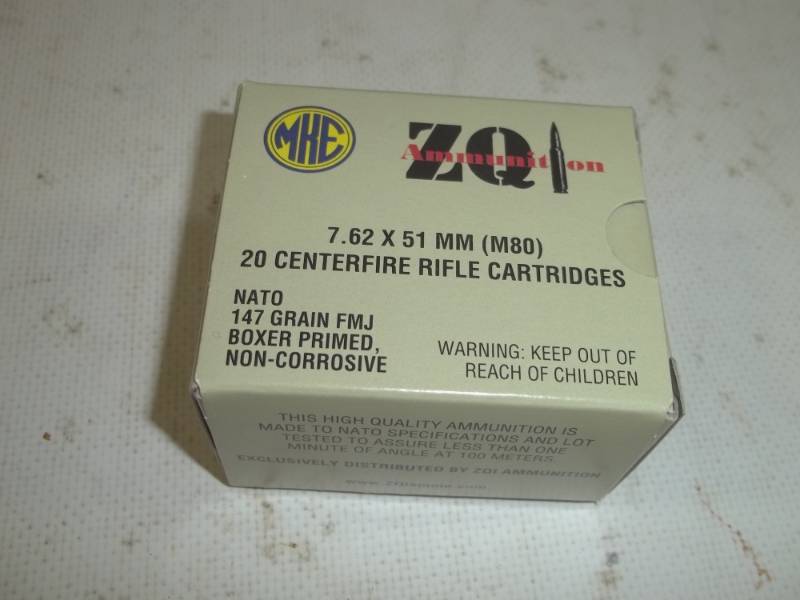 MKE
ZQI
Ammunition
7.62 X 51 MM (M80)
20 CENTERFIRE RIFLE CARTRIDGES
NATO
147 GRAIN FMJ
BOXER PRIMED,
NON-CORROSIVE
WARNING: KEEP OUT OF
REACH OF CHILDREN
THIS HIGH QUALITY AMMUNITION IS
MADE TO NATO SPECIFICATIONS AND LOT
TESTED TO ASSURE LESS THAN ONE
MINUTE OF ANGLE AT 100 METERS.
EXCLUSIVELY DISTRIBUTED BY ZQI AMMUNITION